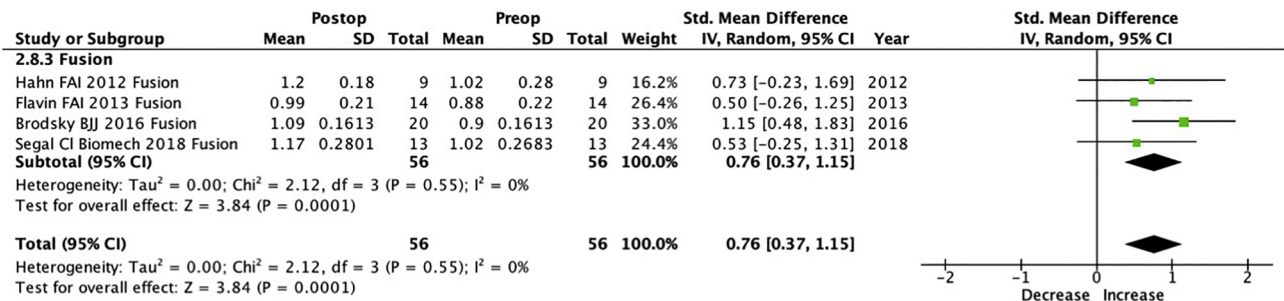 Postop Preop Std. Mean Difference Std. Mean Difference
Study or Subgroup Mean SD Total Mean SD Total Weight IV, Random, 95% CI Year IV, Random, 95% CI
2.8.3 Fusion
Hahn FAI 2012 Fusion 1.2 0.18 9 1.02 0.28 9 16.2% 0.73 [-0.23, 1.69] 2012
Flavin FAI 2013 Fusion 0.99 0.21 14 0.88 0.22 14 26.4% 0.50 [-0.26, 1.25] 2013
Brodsky BJJ 2016 Fusion 1.09 0.1613 20 0.9 0.1613 20 33.0% 1.15 [0.48, 1.83] 2016
Segal Cl Biomech 2018 Fusion 1.17 0.2801 13 1.02 0.2683 13 24.4% 0.53 [-0.25, 1.31] 2018
Subtotal (95% CI) 56 56 100.0% 0.76 [0.37, 1.15]
Heterogeneity: Tau² = 0.00; Chi² = 2.12, df = 3 (P = 0.55); I² = 0%
Test for overall effect: Z = 3.84 (P = 0.0001)
Total (95% CI) 56 56 100.0% 0.76 [0.37, 1.15]
Heterogeneity: Tau² = 0.00; Chi² = 2.12, df = 3 (P = 0.55); I² = 0%
Test for overall effect: Z = 3.84 (P = 0.0001)
-2 -1 0 1 2
Decrease Increase